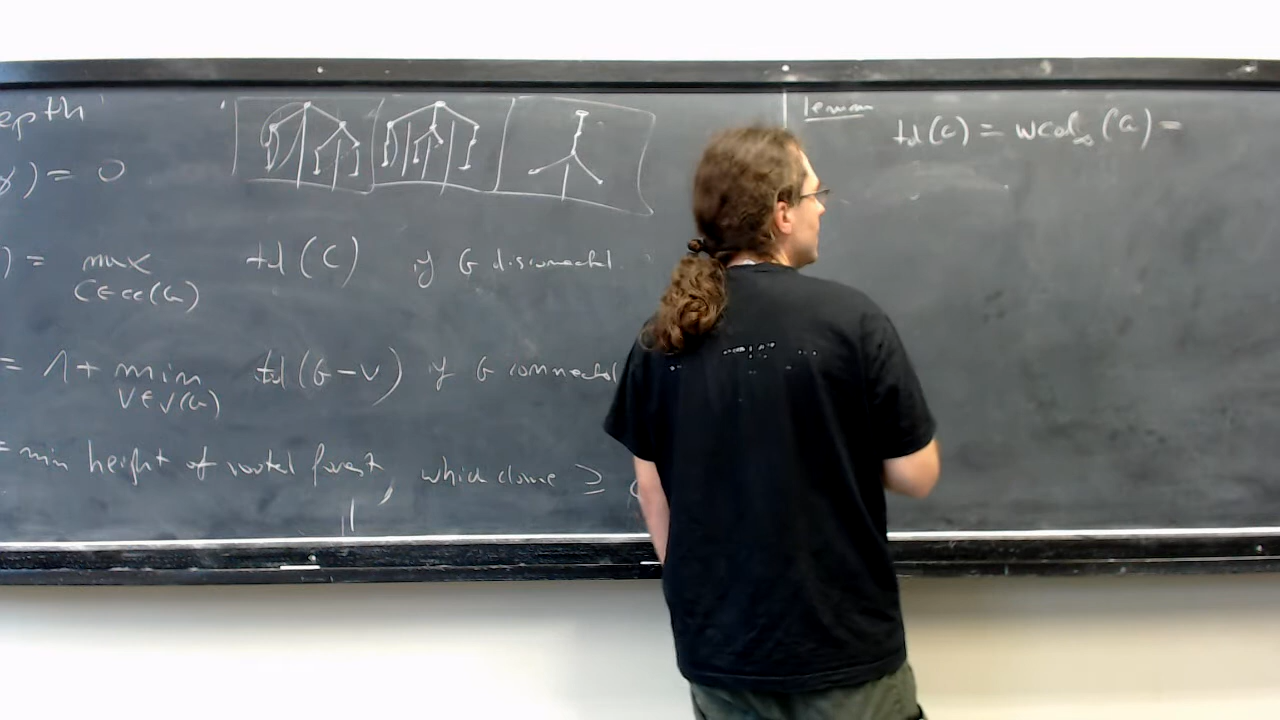 epth
) = 0
) = max td(C) if G disconnected.
C∈cc(G)
= 1 + min td(G-v) if G connected
v∈V(G)
= min height of rooted forest, which closure ≥
Lemma
td(G) = wcol∞(G) =